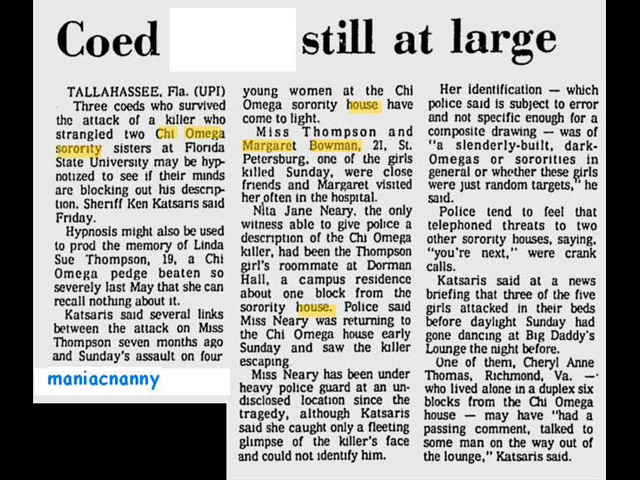 Coed still at large
TALLAHASSEE, Fla. (UPI)
Three coeds who survived
the attack of a killer who
strangled two Chi Omega
sorority sisters at Florida
State University may be hyp-
notized to see if their minds
are blocking out his descrip-
tion, Sheriff Ken Katsaris said
Friday.
Hypnosis might also be used
to prod the memory of Linda
Sue Thompson, 19, a Chi
Omega pedge beaten so
severely last May that she can
recall nothing about it.
Katsaris said several links
between the attack on Miss
Thompson seven months ago
and Sunday's assault on four
maniacnanny
young women at the Chi
Omega sorority house have
come to light.
Miss Thompson and
Margaret Bowman, 21, St.
Petersburg, one of the girls
killed Sunday, were close
friends and Margaret visited
her often in the hospital.
Nita Jane Neary, the only
witness able to give police a
description of the Chi Omega
killer, had been the Thompson
girl's roommate at Dorman
Hall, a campus residence
about one block from the
sorority house. Police said
Miss Neary was returning to
the Chi Omega house early
Sunday and saw the killer
escaping.
Miss Neary has been under
heavy police guard at an un-
disclosed location since the
tragedy, although Katsaris
said she caught only a fleeting
glimpse of the killer's face
and could not identify him.
Her identification — which
police said is subject to error
and not specific enough for a
composite drawing — was of
"a slenderly-built, dark-
Omegas or sororities in
general or whether these girls
were just random targets," he
said.
Police tend to feel that
telephoned threats to two
other sorority houses, saying,
"you're next," were crank
calls.
Katsaris said at a news
briefing that three of the five
girls attacked in their beds
before daylight Sunday had
gone dancing at Big Daddy's
Lounge the night before.
One of them, Cheryl Anne
Thomas, Richmond, Va. —
who lived alone in a duplex six
blocks from the Chi Omega
house — may have "had a
passing comment, talked to
some man on the way out of
the lounge," Katsaris said.